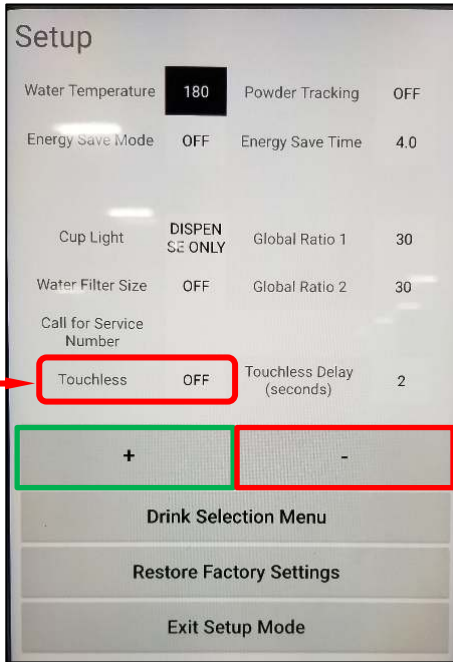 Setup
Water Temperature 180 Powder Tracking OFF
Energy Save Mode OFF Energy Save Time 4.0
Cup Light DISPEN
SE ONLY Global Ratio 1 30
Water Filter Size OFF Global Ratio 2 30
Call for Service
Number
Touchless OFF Touchless Delay
(seconds) 2
+ -
Drink Selection Menu
Restore Factory Settings
Exit Setup Mode